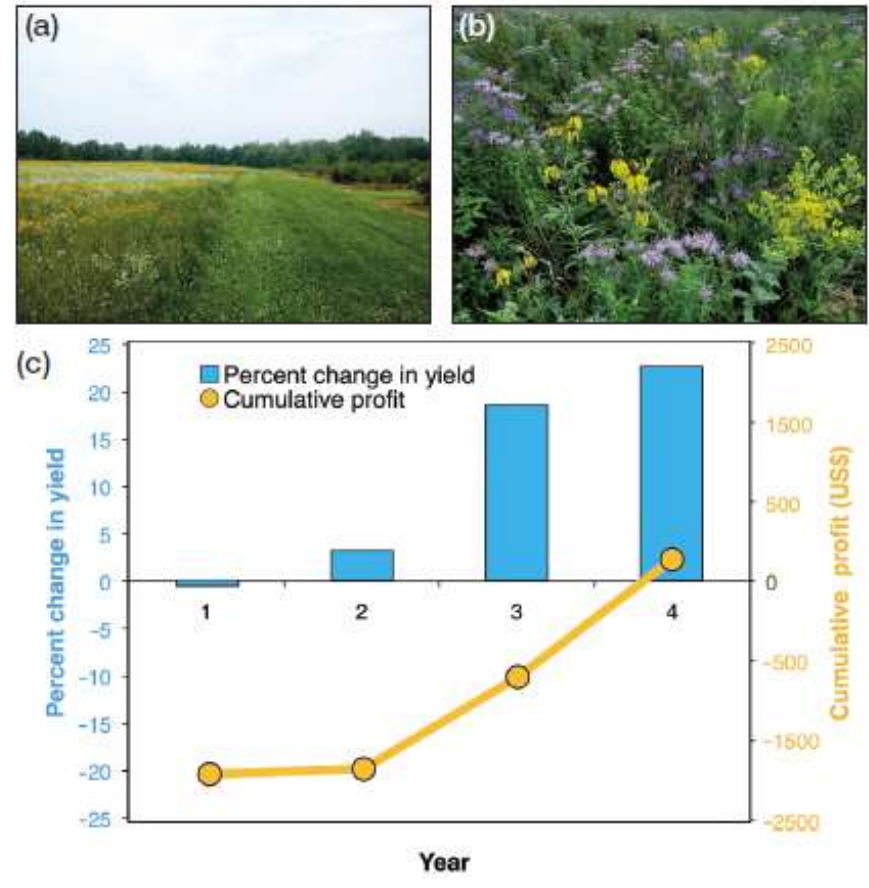 (a)
(b)
(c)
Percent change in yield
Cumulative profit
25
20
15
10
5
0
-5
-10
-15
-20
-25
Percent change in yield
2500
1500
500
0
-500
-1500
-2500
Cumulative profit (US$)
1 2 3 4
Year